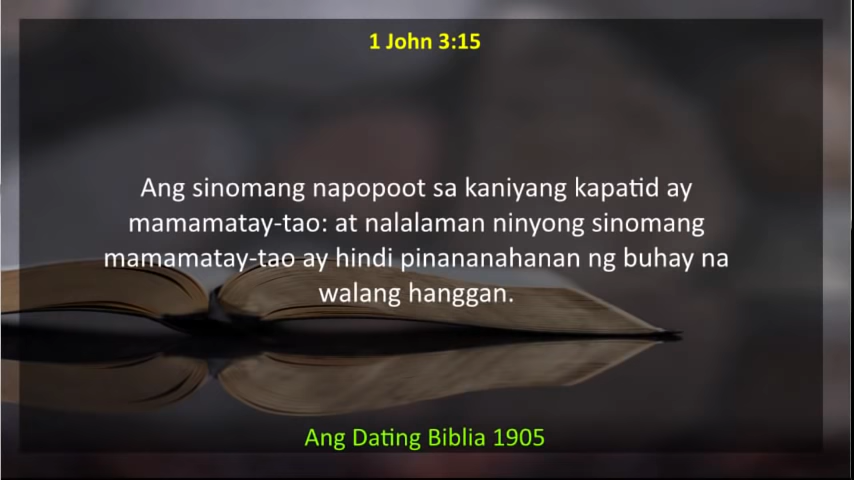 1 John 3:15
Ang sinomang napopoot sa kaniyang kapatid ay
mamamatay-tao: at nalalaman ninyong sinomang
mamamatay-tao ay hindi pinananahanan ng buhay na
walang hanggan.
Ang Dating Biblia 1905